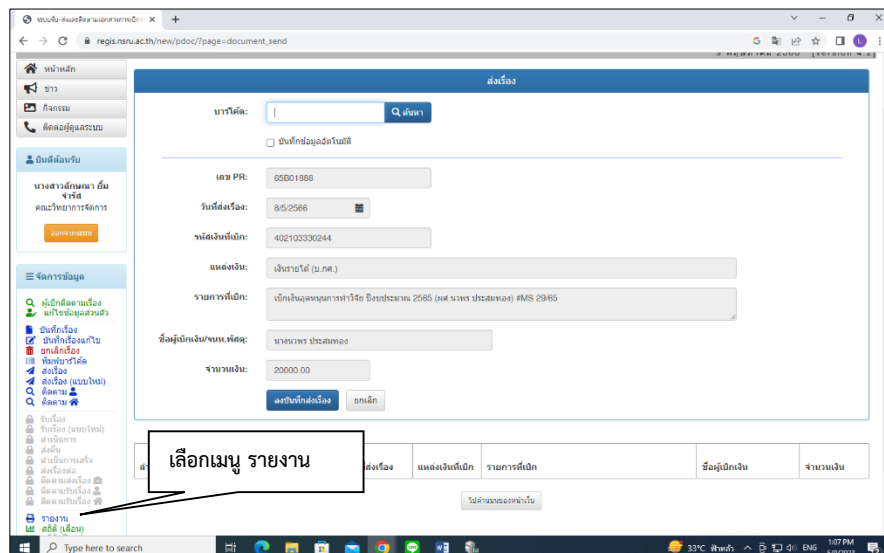 regis.nsru.ac.th/new/pdoc/?page=document_send
หน้าหลัก
ข่าว
กิจกรรม
ติดต่อผู้ดูแลระบบ
ยินดีต้อนรับ
นางสาวลักษณา อิ่ม
จำรัส
คณะวิทยาการจัดการ
ออกจากระบบ
จัดการข้อมูล
ผู้เบิกติดตามเรื่อง
แก้ไขข้อมูลส่วนตัว
บันทึกเรื่อง
บันทึกเรื่องแก้ไข
ยกเลิกเรื่อง
พิมพ์บาร์โค้ด
ส่งเรื่อง
ส่งเรื่อง (แบบใหม่)
ติดตาม
ติดตาม
รับเรื่อง
รับเรื่อง (แบบใหม่)
ดำเนินการ
ส่งคืน
ดำเนินการเสร็จ
ส่งเรื่องต่อ
ติดตามส่งเรื่อง
ติดตามรับเรื่อง
ติดตามรับเรื่อง
รายงาน
สถิติ (เดือน)
ส่งเรื่อง
บาร์โค้ด:
ค้นหา
บันทึกข้อมูลอัตโนมัติ
เลข PR: 65B01888
วันที่ส่งเรื่อง: 8/5/2566
รหัสเงินที่เบิก: 402103330244
แหล่งเงิน: เงินรายได้ (บ.กศ.)
รายการที่เบิก: เบิกเงินอุดหนุนการทำวิจัย ปีงบประมาณ 2565 (ผศ.นวพร ประสมทอง) #MS 29/65
ชื่อผู้เบิกเงิน/จนท.พัสดุ: นางนวพร ประสมทอง
จำนวนเงิน: 20000.00
ลงบันทึกส่งเรื่อง ยกเลิก
ส่งเรื่อง แหล่งเงินที่เบิก รายการที่เบิก ชื่อผู้เบิกเงิน จำนวนเงิน
เลือกเมนู รายงาน
ไปด้านบนของหน้าเว็บ
Type here to search
33°C ฟ้าหลัว ENG 1:07 PM